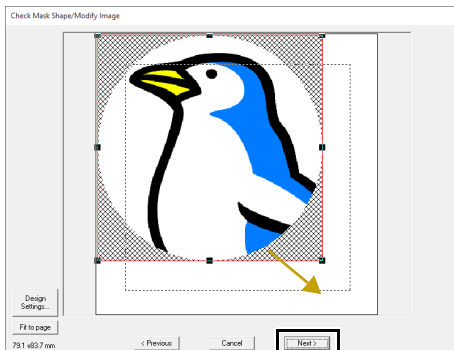 Check Mask Shape/Modify Image
Design
Settings...
Fit to page
79.1 x83.7 mm
< Previous
Cancel
Next >